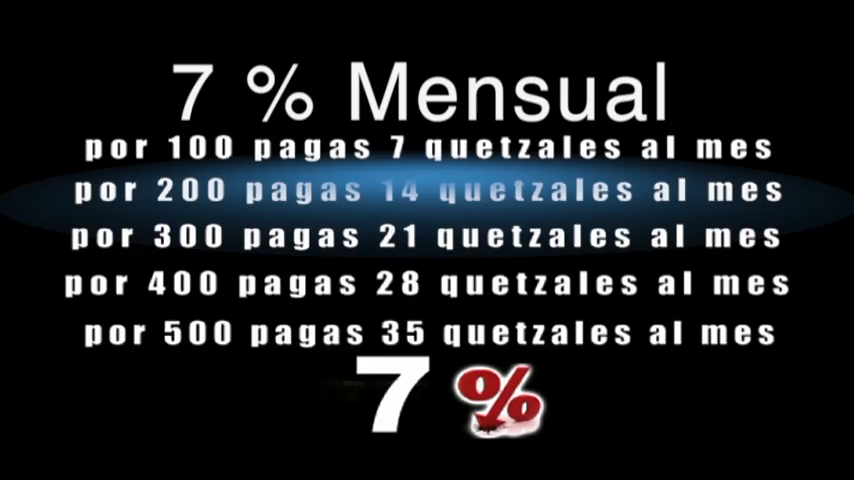 7 % Mensual
por 100 pagas 7 quetzales al mes
por 200 pagas 14 quetzales al mes
por 300 pagas 21 quetzales al mes
por 400 pagas 28 quetzales al mes
por 500 pagas 35 quetzales al mes
7 %